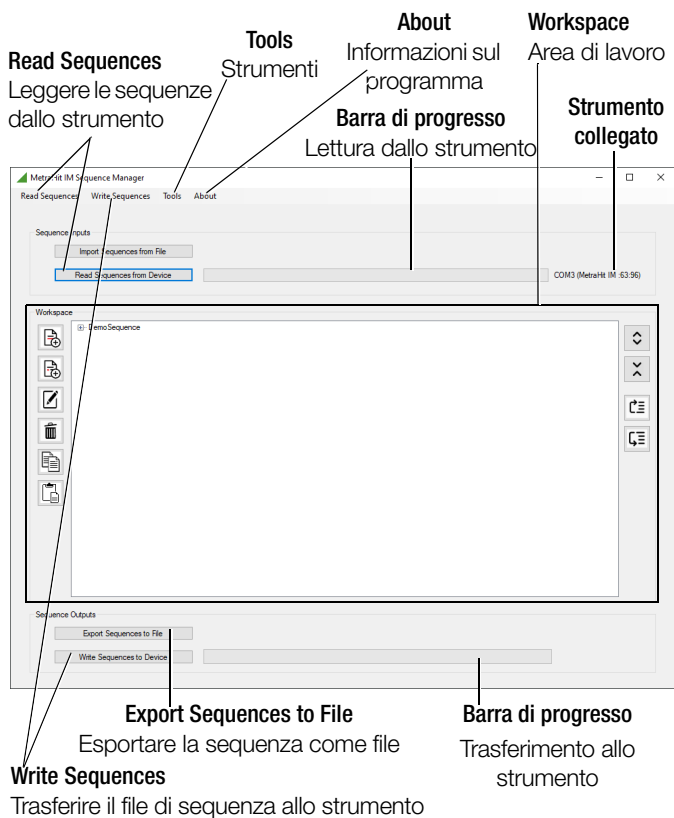 About
Informazioni sul
programma
Workspace
Area di lavoro
Tools
Strumenti
Read Sequences
Leggere le sequenze
dallo strumento
Barra di progresso
Lettura dallo strumento
Strumento
collegato
MetraHit IM Sequence Manager
Read Sequences Write Sequences Tools About
Sequence Inputs
Import Sequences from File
Read Sequences from Device
COM3 (MetraHit IM :63:96)
Workspace
DemoSequence
Sequence Outputs
Export Sequences to File
Write Sequences to Device
Export Sequences to File
Esportare la sequenza come file
Barra di progresso
Trasferimento allo
strumento
Write Sequences
Trasferire il file di sequenza allo strumento